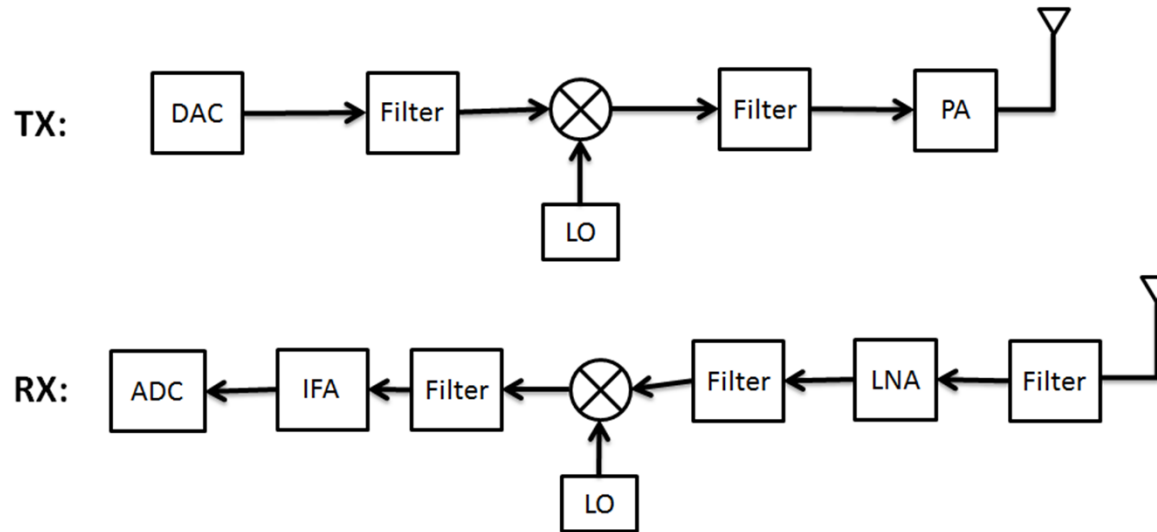 TX:
DAC
Filter
Filter
PA
LO
RX:
ADC
IFA
Filter
Filter
LNA
Filter
LO